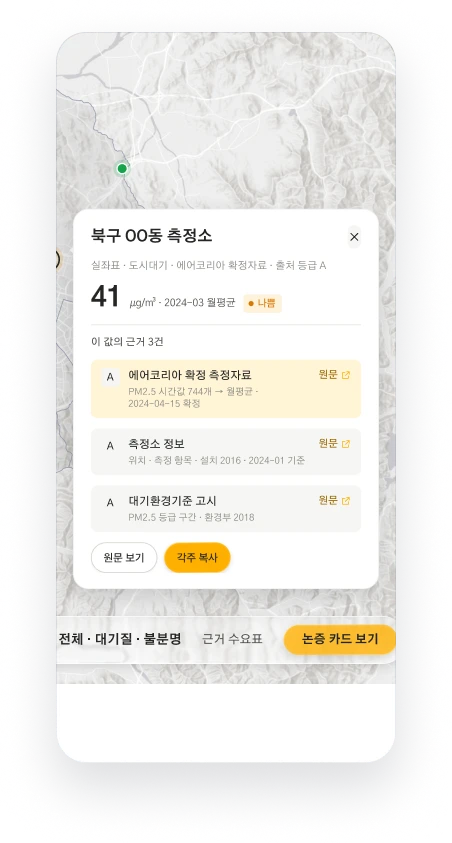 북구 OO동 측정소
실좌표 · 도시대기 · 에어코리아 확정자료 · 출처 등급 A
41 μg/m³ · 2024-03 월평균 나쁨
이 값의 근거 3건
A 에어코리아 확정 측정자료 원문
PM2.5 시간값 744개 → 월평균 ·
2024-04-15 확정
A 측정소 정보 원문
위치 · 측정 항목 · 설치 2016 · 2024-01 기준
A 대기환경기준 고시 원문
PM2.5 등급 구간 · 환경부 2018
원문 보기 각주 복사
전체 · 대기질 · 불분명 근거 수요표 논증 카드 보기